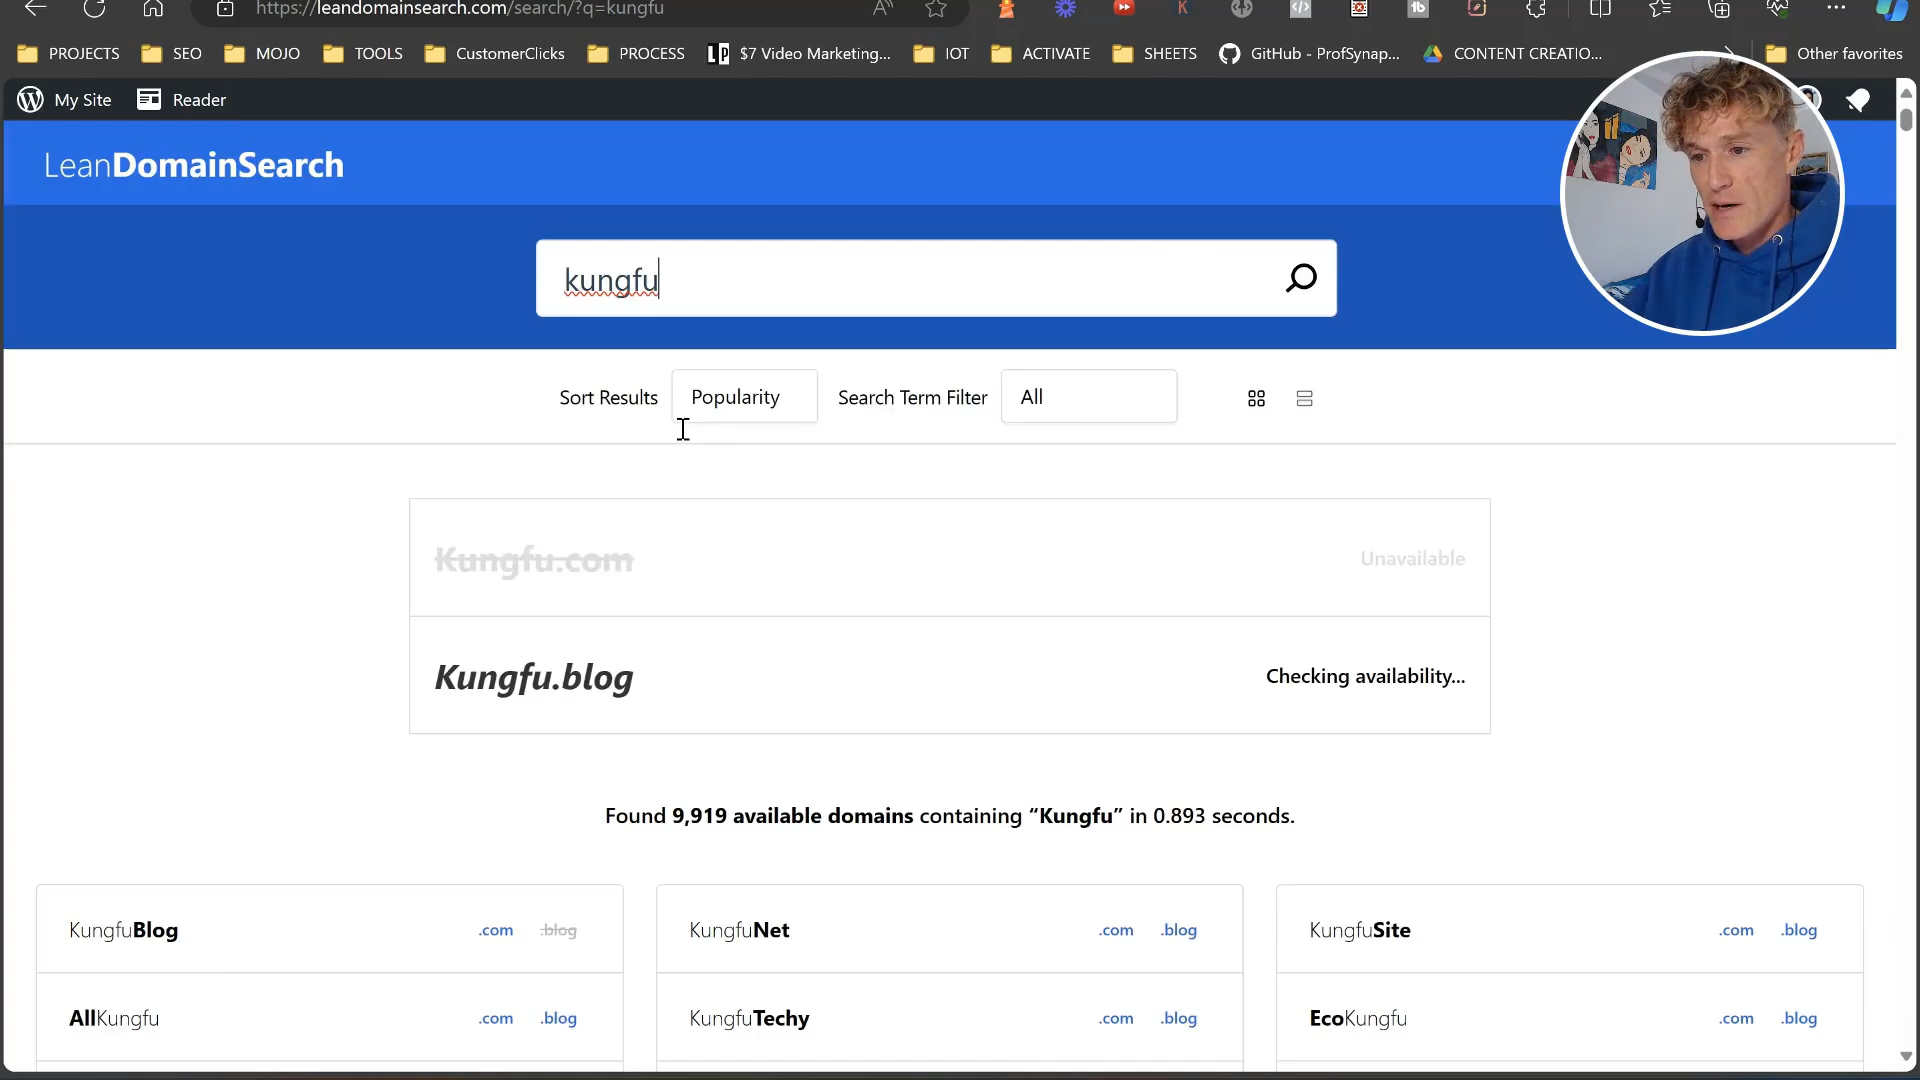 https://leandomainsearch.com/search/?q=kungfu
PROJECTS SEO MOJO TOOLS CustomerClicks PROCESS $7 Video Marketing... IOT ACTIVATE SHEETS GitHub - ProfSynap... CONTENT CREATIO... Other favorites
My Site Reader
LeanDomainSearch
kungfu
Sort Results Popularity Search Term Filter All
Kungfu.com Unavailable
Kungfu.blog Checking availability...
Found 9,919 available domains containing “Kungfu” in 0.893 seconds.
KungfuBlog .com .blog KungfuNet .com .blog KungfuSite .com .blog
AllKungfu .com .blog KungfuTechy .com .blog EcoKungfu .com .blog